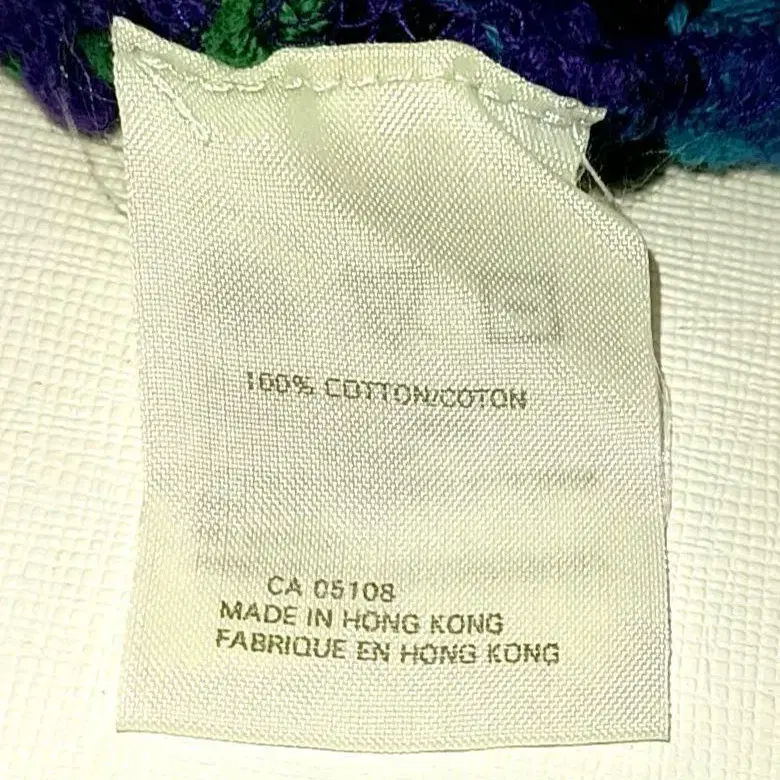 100% COTTON/COTON
CA 05108
MADE IN HONG KONG
FABRIQUE EN HONG KONG